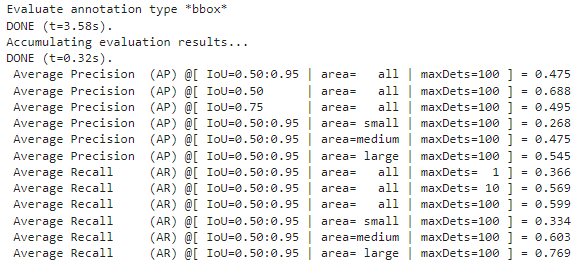 Evaluate annotation type *bbox*
DONE (t=3.58s).
Accumulating evaluation results...
DONE (t=0.32s).
 Average Precision  (AP) @[ IoU=0.50:0.95 | area=   all | maxDets=100 ] = 0.475
 Average Precision  (AP) @[ IoU=0.50      | area=   all | maxDets=100 ] = 0.688
 Average Precision  (AP) @[ IoU=0.75      | area=   all | maxDets=100 ] = 0.495
 Average Precision  (AP) @[ IoU=0.50:0.95 | area= small | maxDets=100 ] = 0.268
 Average Precision  (AP) @[ IoU=0.50:0.95 | area=medium | maxDets=100 ] = 0.475
 Average Precision  (AP) @[ IoU=0.50:0.95 | area= large | maxDets=100 ] = 0.545
 Average Recall     (AR) @[ IoU=0.50:0.95 | area=   all | maxDets=  1 ] = 0.366
 Average Recall     (AR) @[ IoU=0.50:0.95 | area=   all | maxDets= 10 ] = 0.569
 Average Recall     (AR) @[ IoU=0.50:0.95 | area=   all | maxDets=100 ] = 0.599
 Average Recall     (AR) @[ IoU=0.50:0.95 | area= small | maxDets=100 ] = 0.334
 Average Recall     (AR) @[ IoU=0.50:0.95 | area=medium | maxDets=100 ] = 0.603
 Average Recall     (AR) @[ IoU=0.50:0.95 | area= large | maxDets=100 ] = 0.769